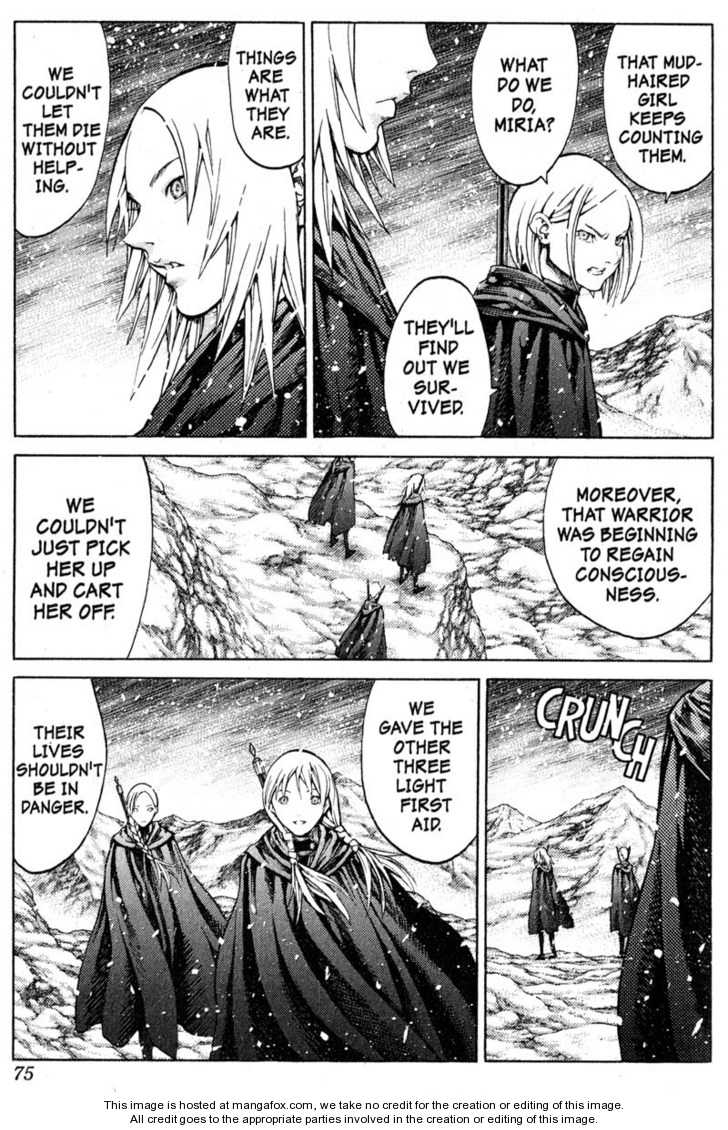 THAT MUD-
HAIRED
GIRL
KEEPS
COUNTING
THEM.
WHAT
DO WE
DO,
MIRIA?
THEY'LL
FIND
OUT WE
SUR-
VIVED.
THINGS
ARE
WHAT
THEY
ARE.
WE
COULDN'T
LET
THEM DIE
WITHOUT
HELP-
ING.
MOREOVER,
THAT WARRIOR
WAS BEGINNING
TO REGAIN
CONSCIOUS-
NESS.
WE
COULDN'T
JUST PICK
HER UP
AND CART
HER OFF.
CRUNCH
WE
GAVE THE
OTHER
THREE
LIGHT
FIRST
AID.
THEIR
LIVES
SHOULDN'T
BE IN
DANGER.
75
This image is hosted at mangafox.com, we take no credit for the creation or editing of this image.
All credit goes to the appropriate parties involved in the creation or editing of this image.